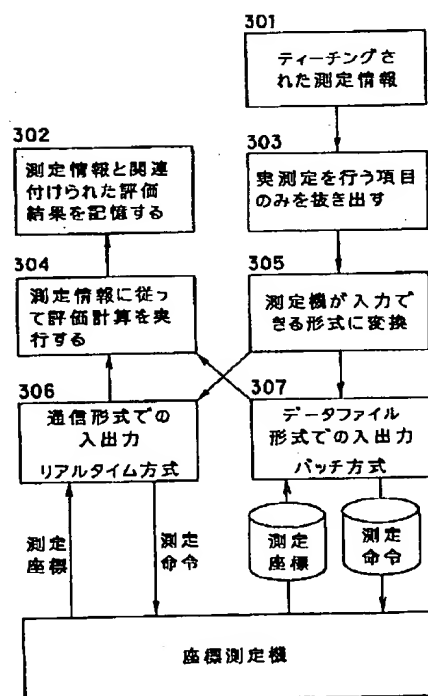 301
ティーチングさ
れた測定情報
302
測定情報と関連
付けられた評価
結果を記憶する
303
実測定を行う項目
のみを抜き出す
304
測定情報に従って
評価計算を実
行する
305
測定機が入力で
きる形式に変換
306
通信形式での
入出力
リアルタイム方式
307
データファイル
形式での入出力
バッチ方式
測定
座標
測定
命令
測定
座標
測定
命令
座標測定機